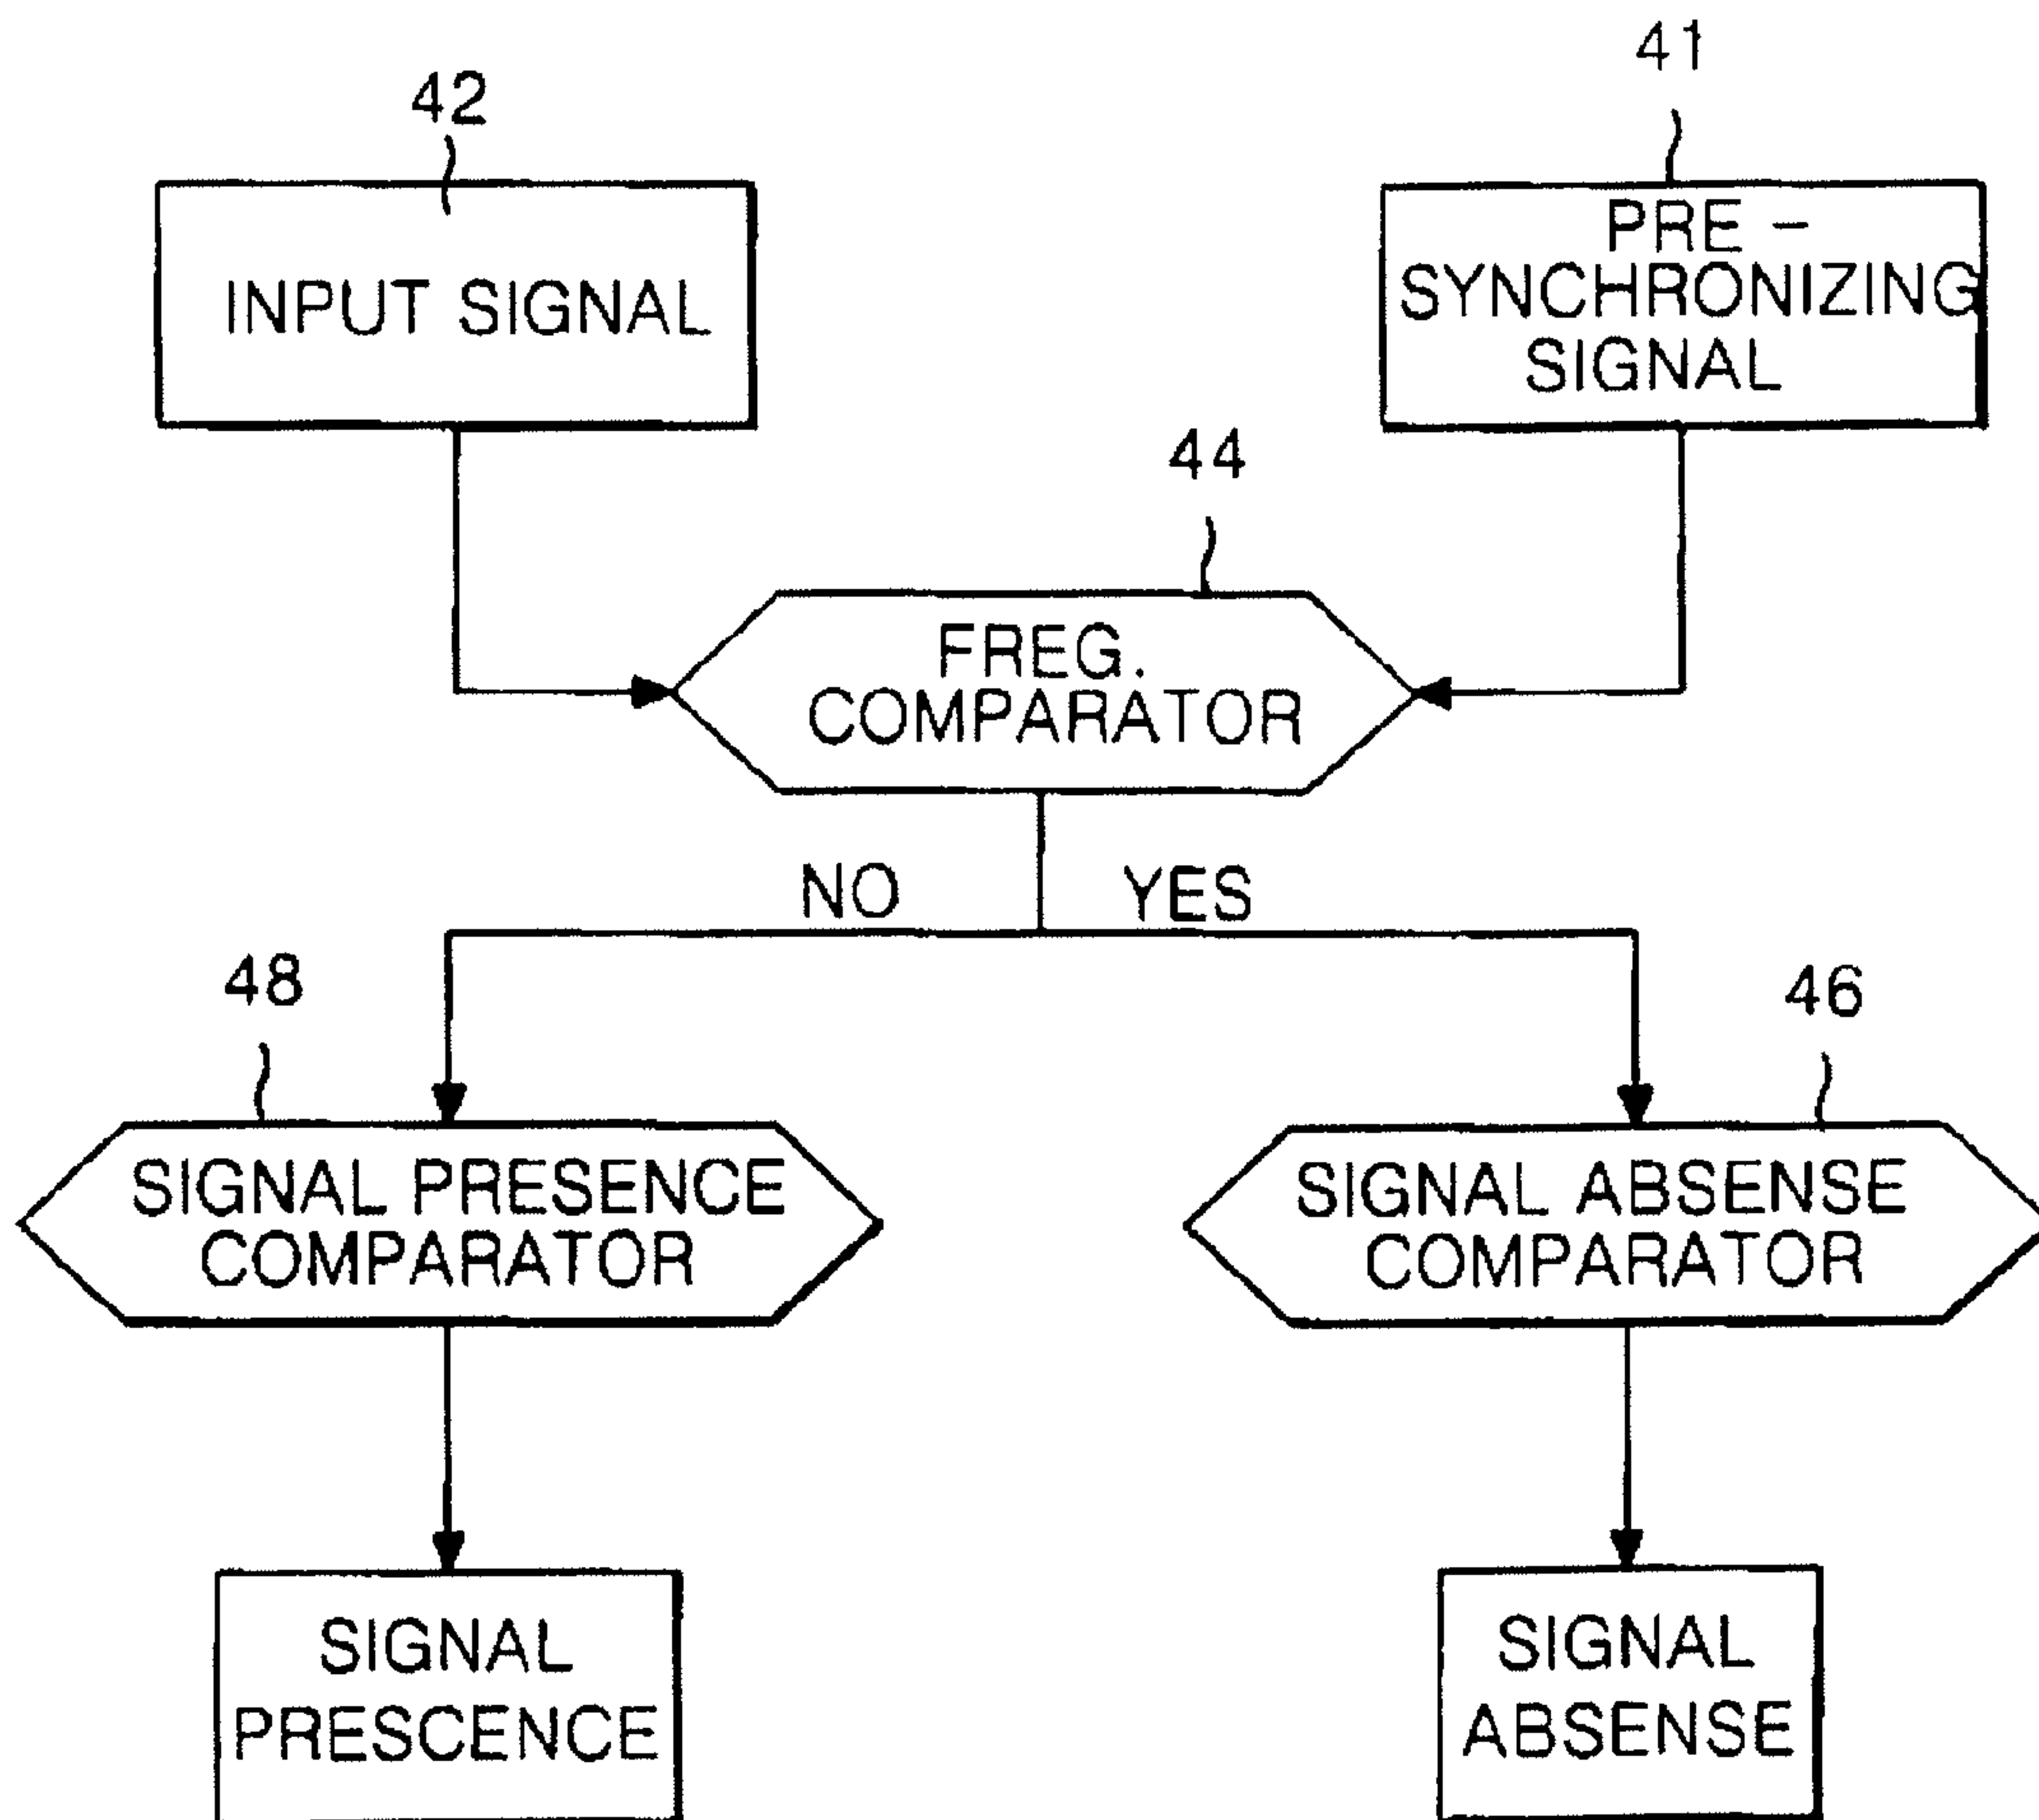 41
42
PRE -
SYNCHRONIZING
SIGNAL
INPUT SIGNAL
44
FREG.
COMPARATOR
NO
YES
48
46
SIGNAL PRESENCE
COMPARATOR
SIGNAL ABSENSE
COMPARATOR
SIGNAL
PRESCENCE
SIGNAL
ABSENSE